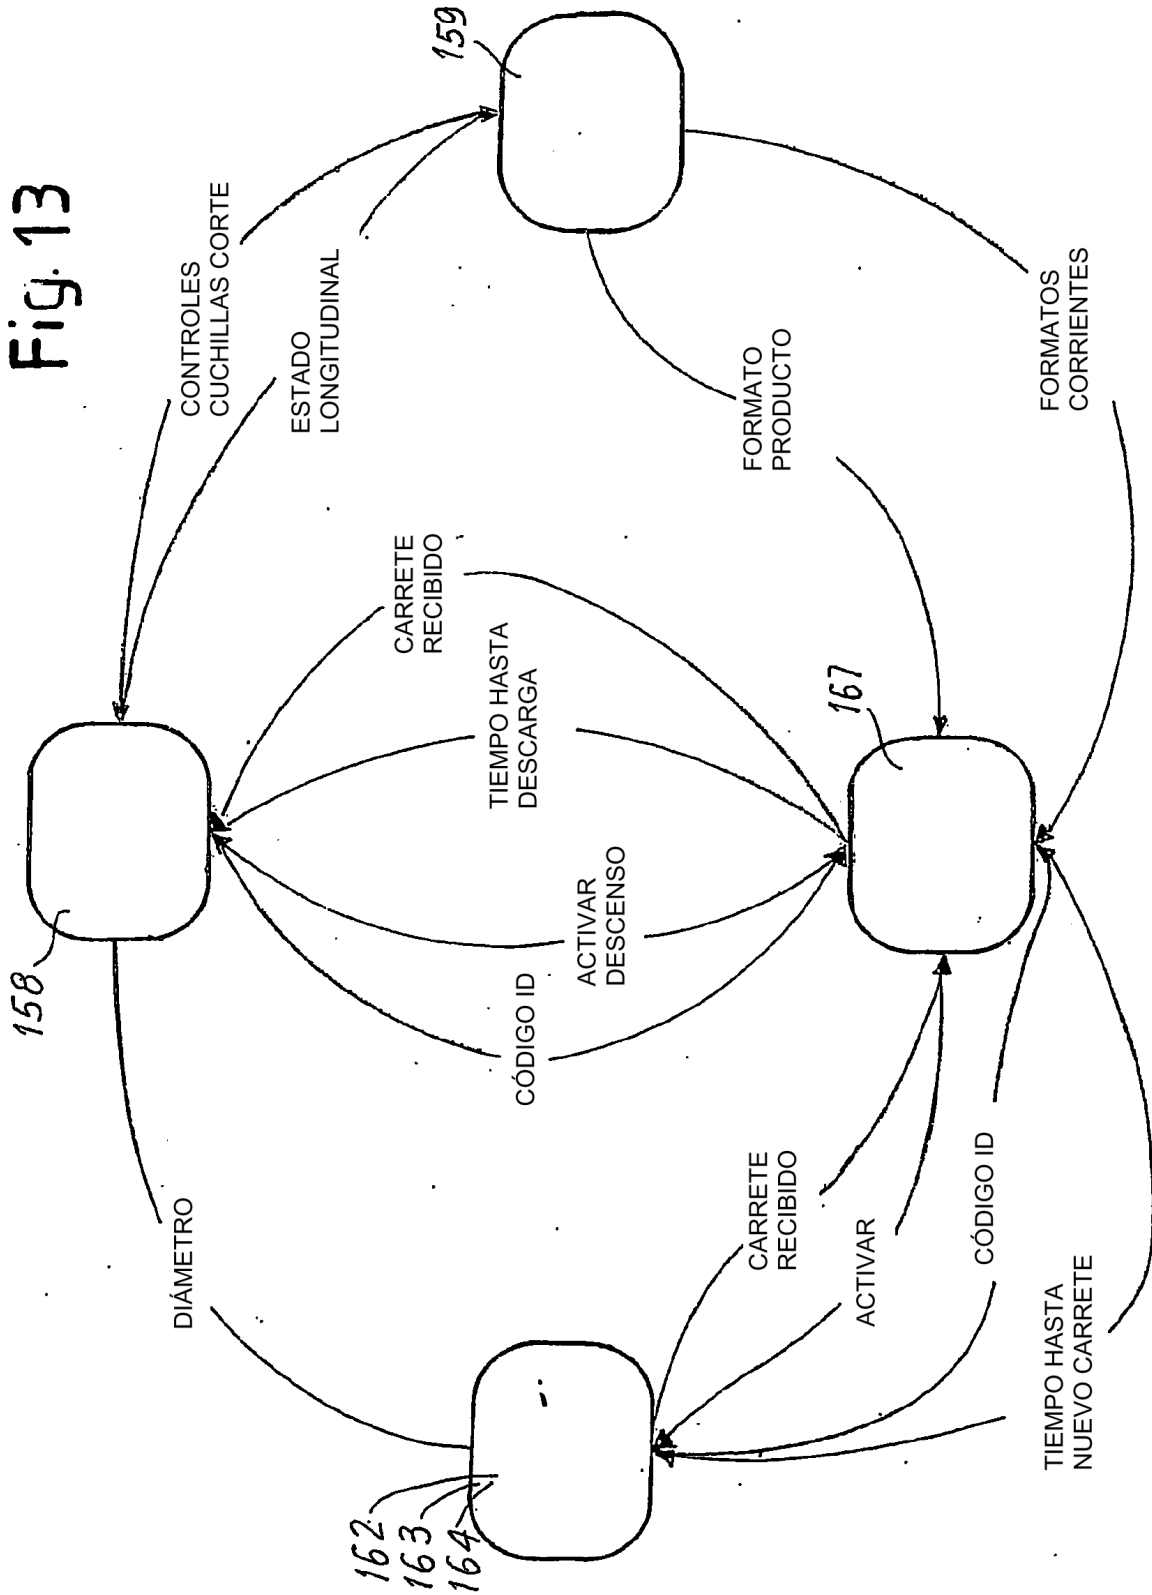 Fig. 13
159
CONTROLES
CUCHILLAS CORTE
ESTADO
LONGITUDINAL
FORMATO
PRODUCTO
FORMATOS
CORRIENTES
158
CARRETE
RECIBIDO
TIEMPO HASTA
DESCARGA
ACTIVAR
DESCENSO
CÓDIGO ID
167
DIÁMETRO
162
163
164
CARRETE
RECIBIDO
ACTIVAR
CÓDIGO ID
TIEMPO HASTA
NUEVO CARRETE